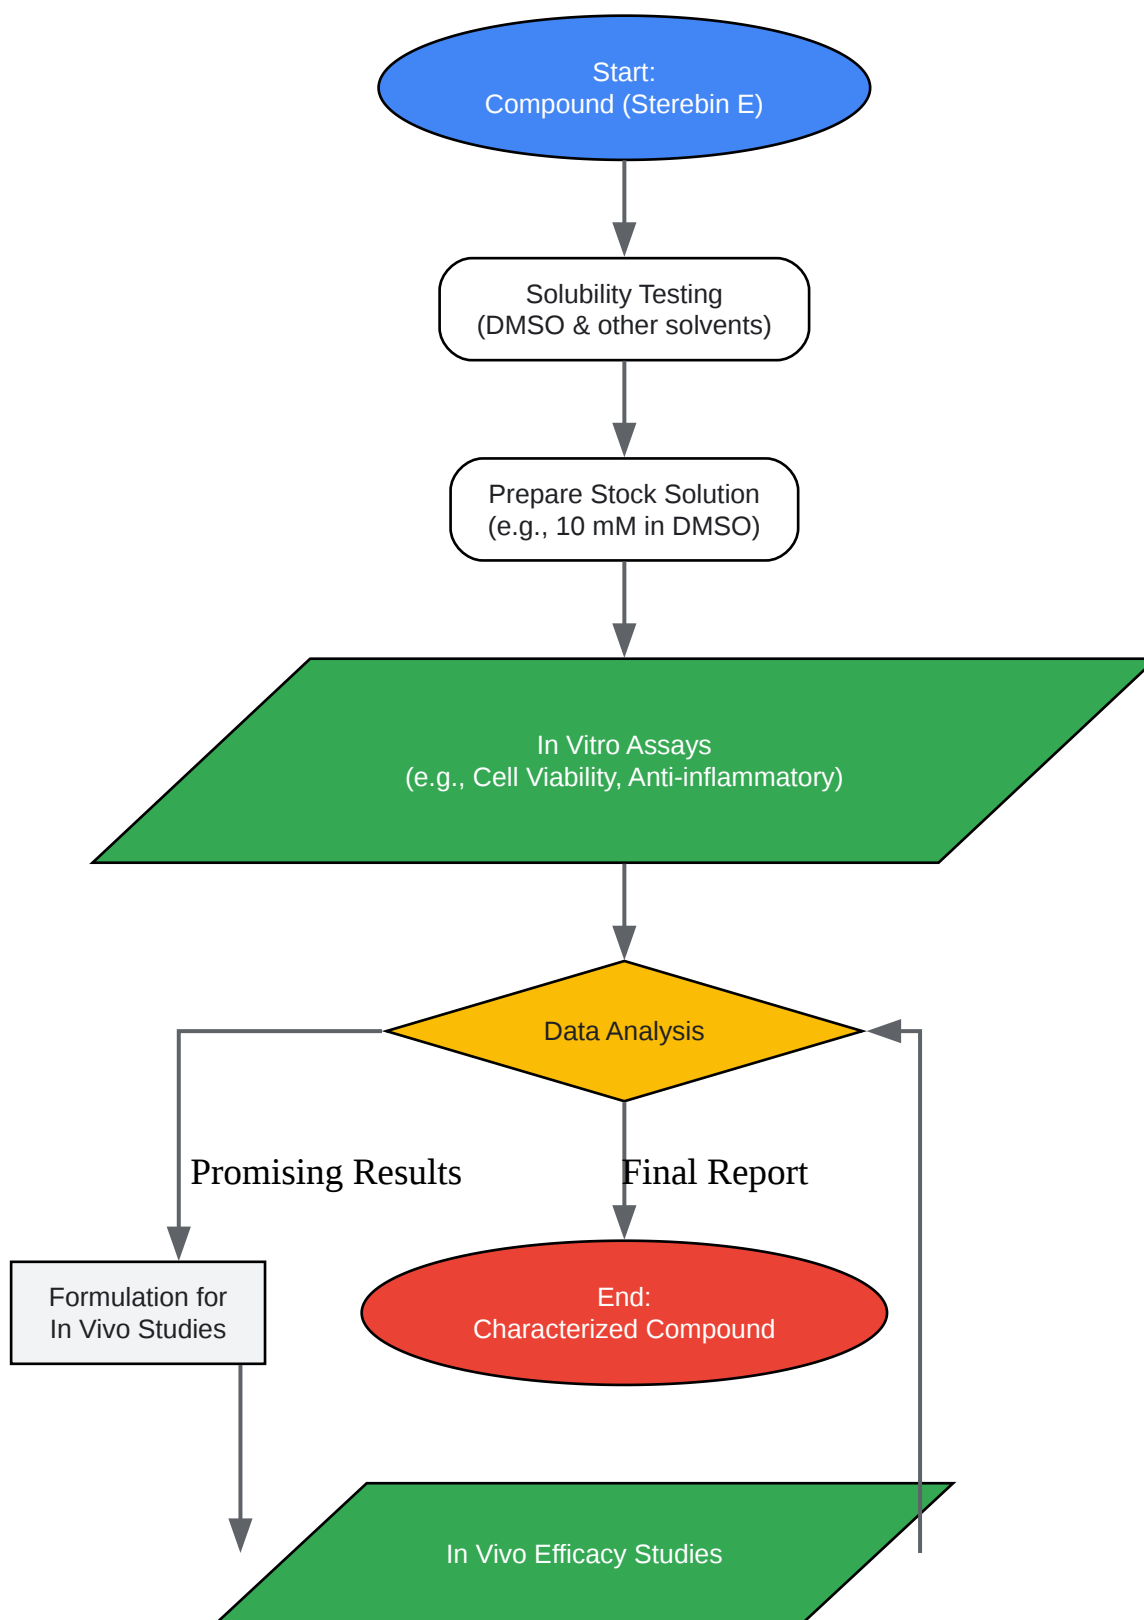 Start:
Compound (Sterebin E)
Solubility Testing
(DMSO & other solvents)
Prepare Stock Solution
(e.g., 10 mM in DMSO)
In Vitro Assays
(e.g., Cell Viability, Anti-inflammatory)
Data Analysis
Promising Results
Final Report
Formulation for
In Vivo Studies
End:
Characterized Compound
In Vivo Efficacy Studies